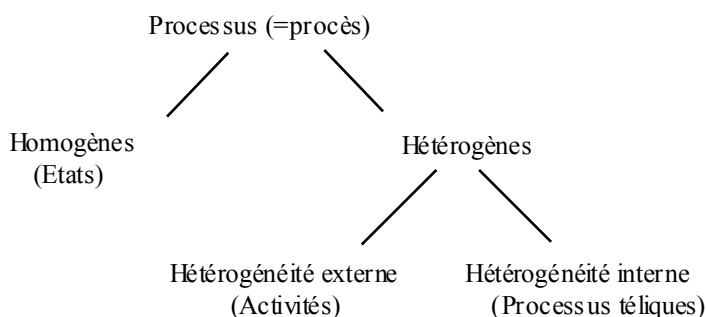 Processus (=procès)
Homogènes
(Etats)
Hétérogènes
Hétérogénéité externe
(Activités)
Hétérogénéité interne
(Processus téliques)